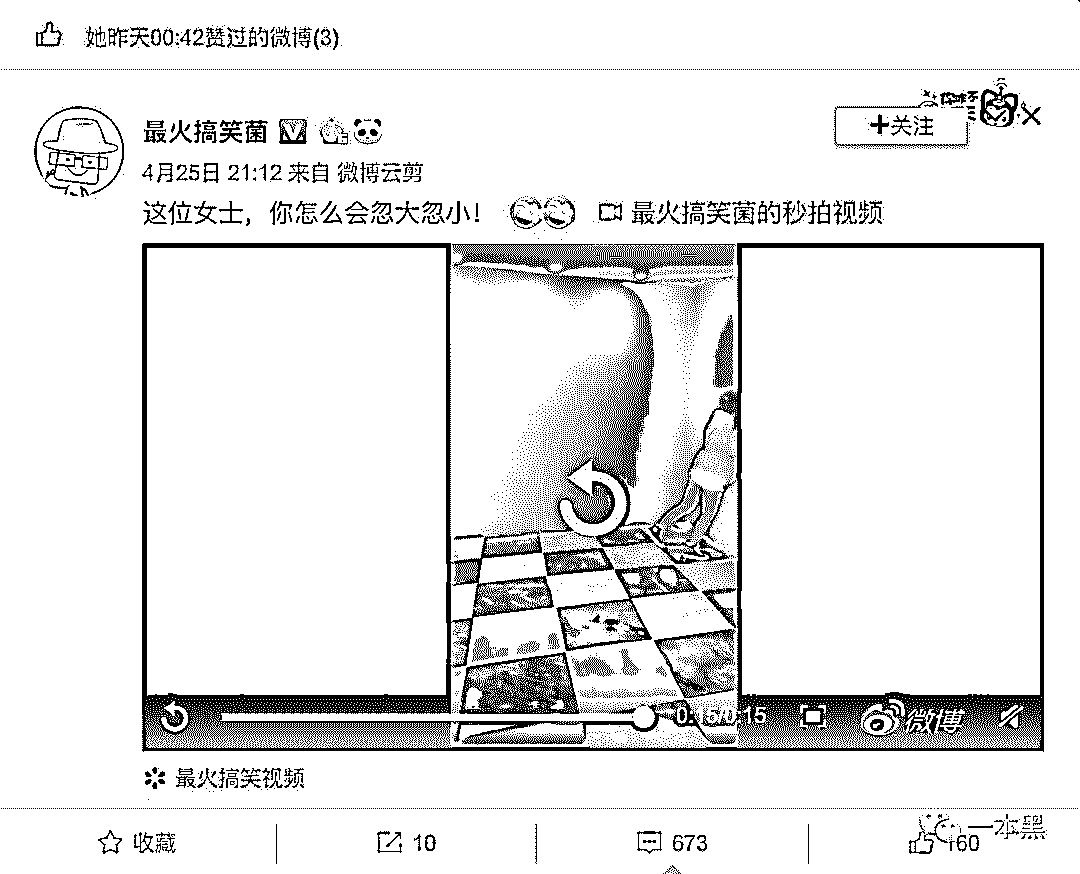 她昨天00:42赞过的微博(3)
最火搞笑菌
+关注
4月25日 21:12 来自 微博云剪
这位女士，你怎么会忽大忽小！ 最火搞笑菌的秒拍视频
0:15/0:15 微博
最火搞笑视频
收藏 10 673 160
一本黑